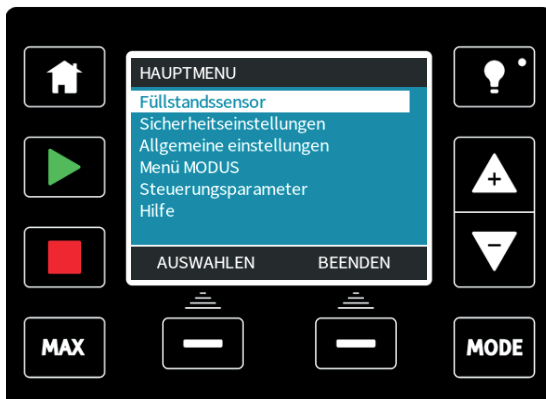 HAUPTMENU
Füllstandssensor
Sicherheitseinstellungen
Allgemeine einstellungen
Menü MODUS
Steuerungsparameter
Hilfe
AUSWAHLEN BEENDEN
MAX
MODE